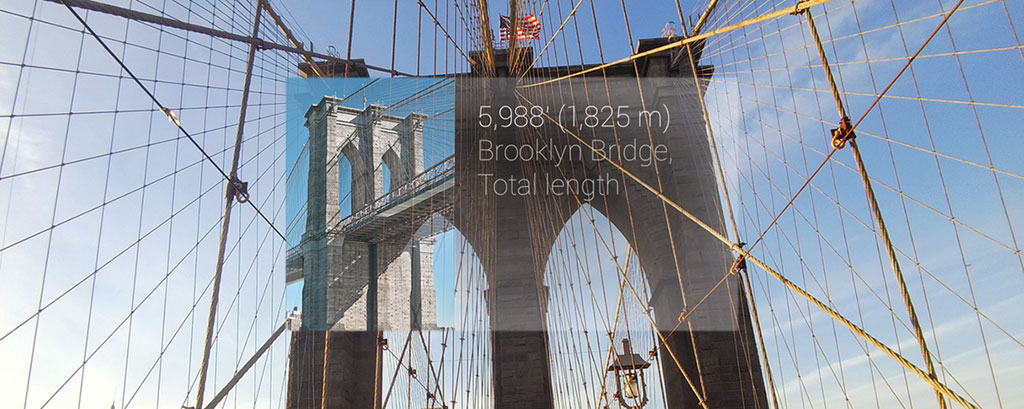 5,988' (1,825 m)
Brooklyn Bridge,
Total length